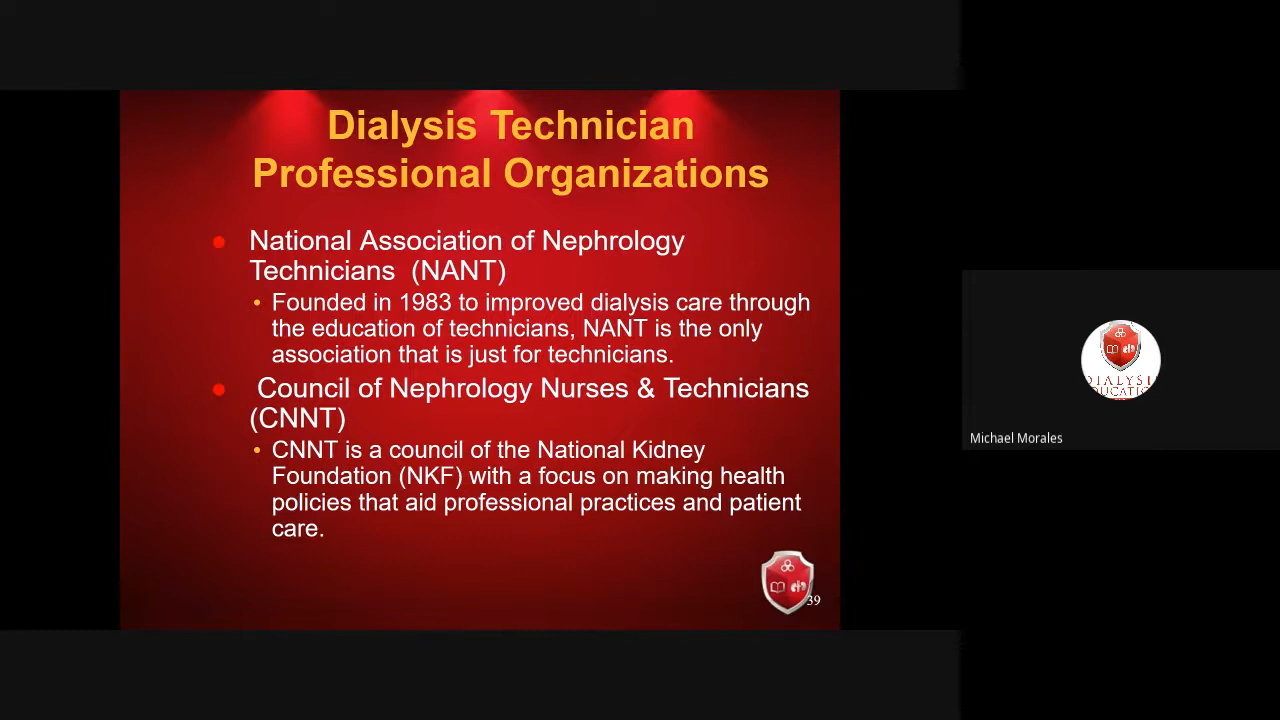 Dialysis Technician
Professional Organizations
National Association of Nephrology
Technicians (NANT)
Founded in 1983 to improved dialysis care through
the education of technicians, NANT is the only
association that is just for technicians.
Council of Nephrology Nurses & Technicians
(CNNT)
CNNT is a council of the National Kidney
Foundation (NKF) with a focus on making health
policies that aid professional practices and patient
care.
39
Michael Morales